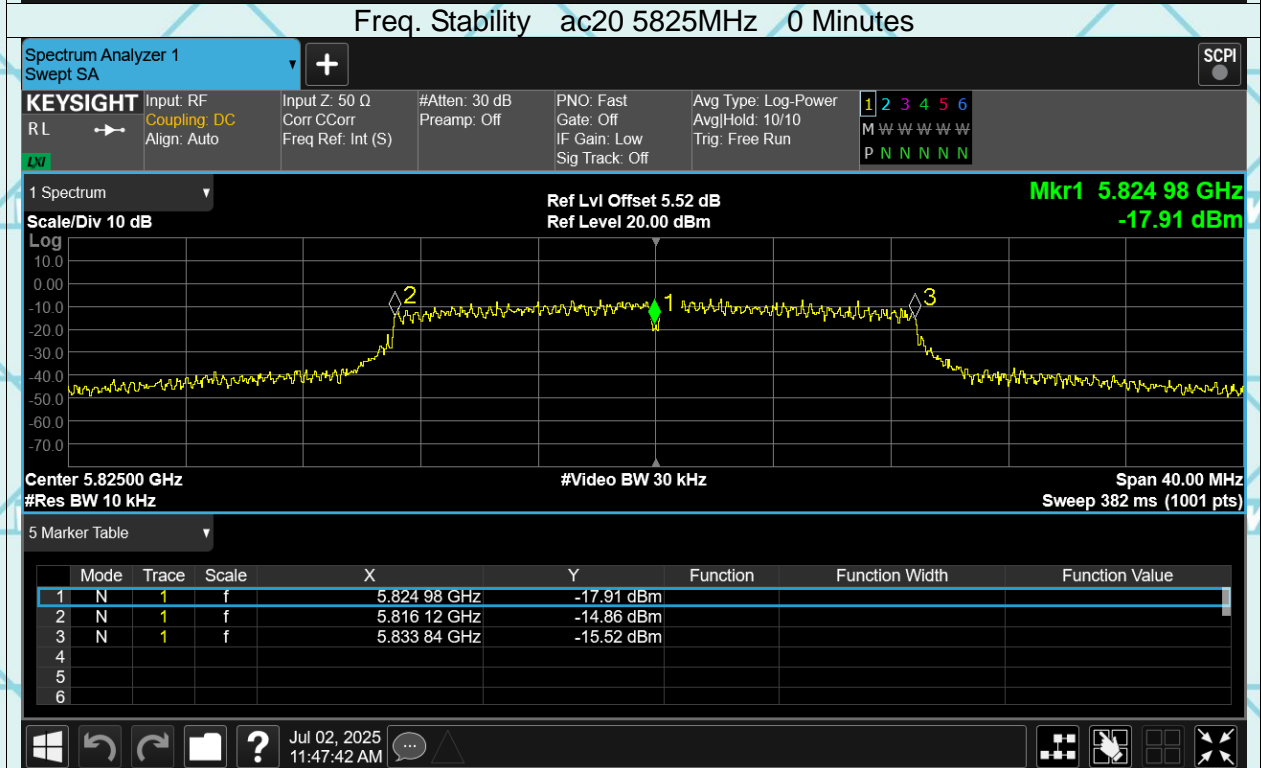 Freq. Stability ac20 5825MHz 0 Minutes
Spectrum Analyzer 1
Swept SA
+
SCPI
KEYSIGHT
RL
LXI
Input: RF
Coupling: DC
Align: Auto
Input Z: 50 Ω
Corr CCorr
Freq Ref: Int (S)
#Atten: 30 dB
Preamp: Off
PNO: Fast
Gate: Off
IF Gain: Low
Sig Track: Off
Avg Type: Log-Power
Avg|Hold: 10/10
Trig: Free Run
1 2 3 4 5 6
M W W W W W
P N N N N N
1 Spectrum
Scale/Div 10 dB
Ref Lvl Offset 5.52 dB
Ref Level 20.00 dBm
Mkr1 5.824 98 GHz
-17.91 dBm
Log
10.0
0.00
-10.0
-20.0
-30.0
-40.0
-50.0
-60.0
-70.0
2
1
3
Center 5.82500 GHz
#Res BW 10 kHz
#Video BW 30 kHz
Span 40.00 MHz
Sweep 382 ms (1001 pts)
5 Marker Table
Mode Trace Scale X Y Function Function Width Function Value
1 N 1 f 5.824 98 GHz -17.91 dBm
2 N 1 f 5.816 12 GHz -14.86 dBm
3 N 1 f 5.833 84 GHz -15.52 dBm
4
5
6
?
Jul 02, 2025
11:47:42 AM